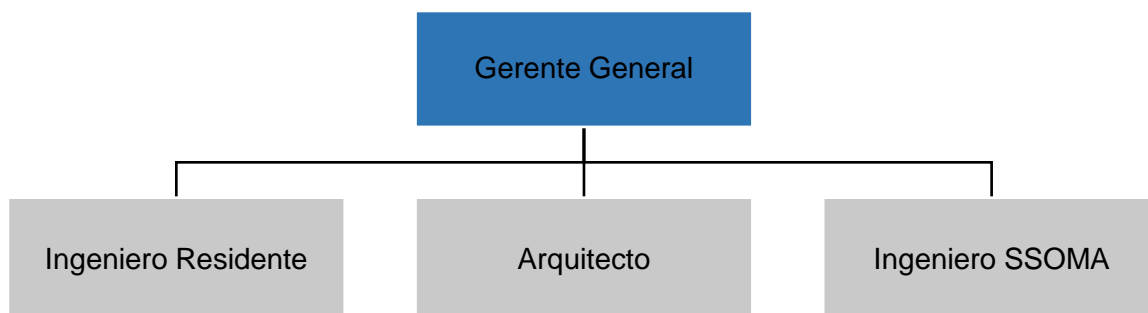 Gerente General
Ingeniero Residente
Arquitecto
Ingeniero SSOMA